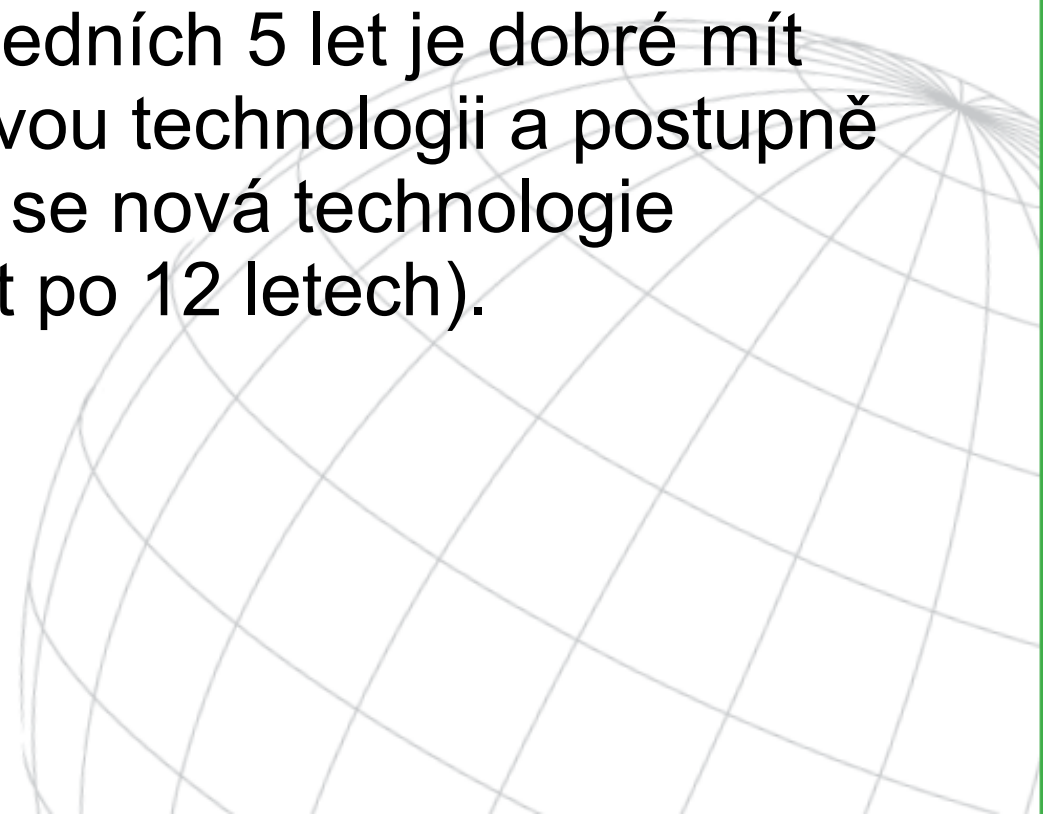 edních 5 let je dobré mít
vou technologii a postupně
se nová technologie
t po 12 letech).